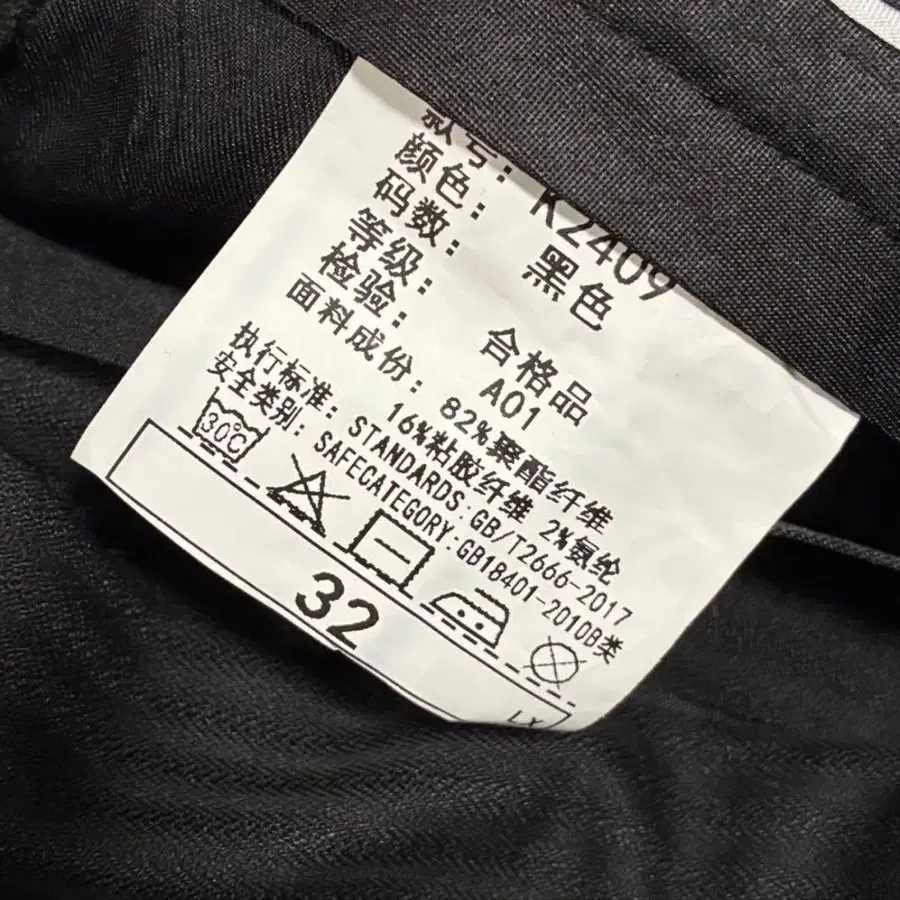 款号: K2409
颜色: 黑色
码数:
等级: 合格品
检验: A01
面料成份: 82%聚酯纤维
16%粘胶纤维 2%氨纶
执行标准: STANDARDS:GB/T2666-2017
安全类别: SAFECATEGORY:GB18401-2010B类
30℃
32